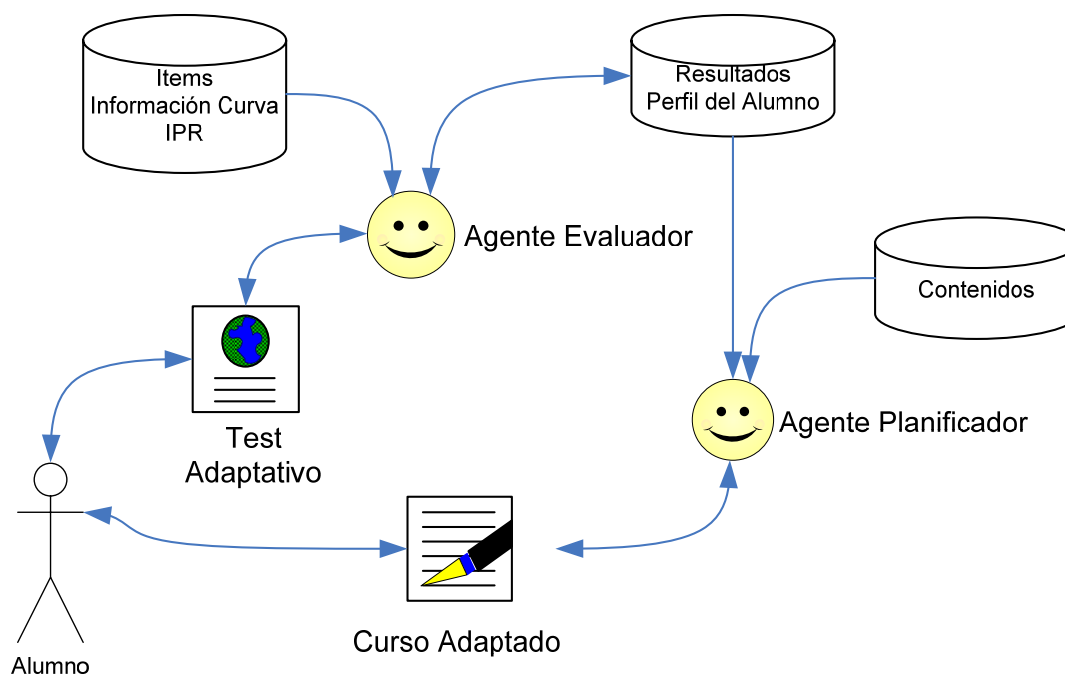 Items
Información Curva
IPR
Resultados
Perfil del Alumno
Agente Evaluador
Contenidos
Agente Planificador
Test
Adaptativo
Curso Adaptado
Alumno